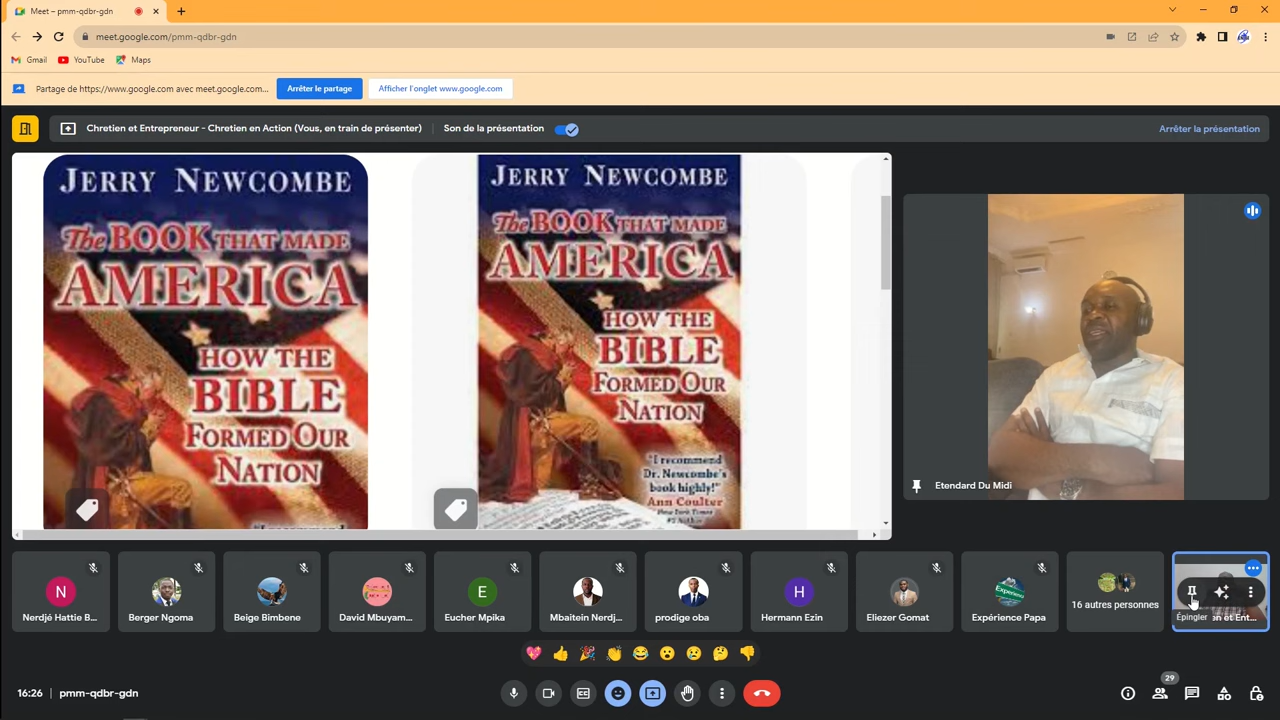 Meet – pmm-qdbr-gdn
meet.google.com/pmm-qdbr-gdn
Gmail YouTube Maps
Partage de https://www.google.com avec meet.google.com... Arrêter le partage Afficher l'onglet www.google.com
Chretien et Entrepreneur - Chretien en Action (Vous, en train de présenter) Son de la présentation Arrêter la présentation
JERRY NEWCOMBE
The BOOK THAT MADE
AMERICA
HOW THE
BIBLE
FORMED OUR
NATION
JERRY NEWCOMBE
The BOOK THAT MADE
AMERICA
HOW THE
BIBLE
FORMED OUR
NATION
"I recommend
Dr. Newcombe's
book highly!"
Ann Coulter
New York Times
Etendard Du Midi
Nerdjé Hattie B... Berger Ngoma Beige Bimbene David Mbuyam... Eucher Mpika Mbaitein Nerdj... prodige oba Hermann Ezin Eliezer Gomat Expérience Papa 16 autres personnes Épingler n et Ent...
29
16:26 pmm-qdbr-gdn